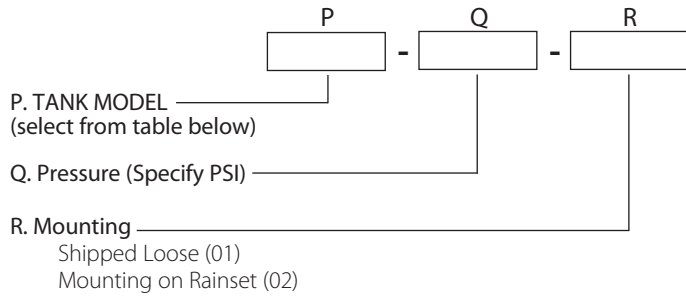 P Q R
- -
P. TANK MODEL
(select from table below)
Q. Pressure (Specify PSI)
R. Mounting
Shipped Loose (01)
Mounting on Rainset (02)